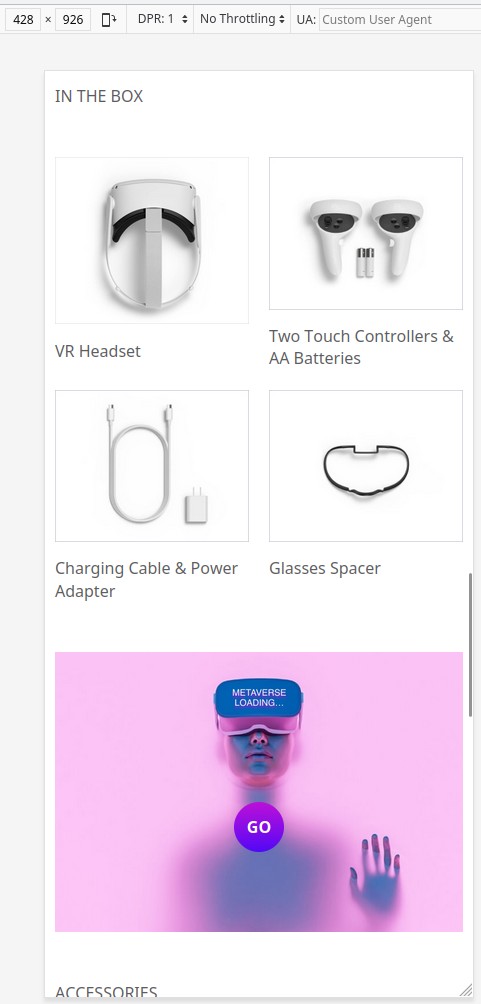 428 × 926 DPR: 1 No Throttling UA: Custom User Agent
IN THE BOX
VR Headset
Two Touch Controllers &
AA Batteries
Charging Cable & Power
Adapter
Glasses Spacer
METAVERSE
LOADING...
GO
ACCESSORIES